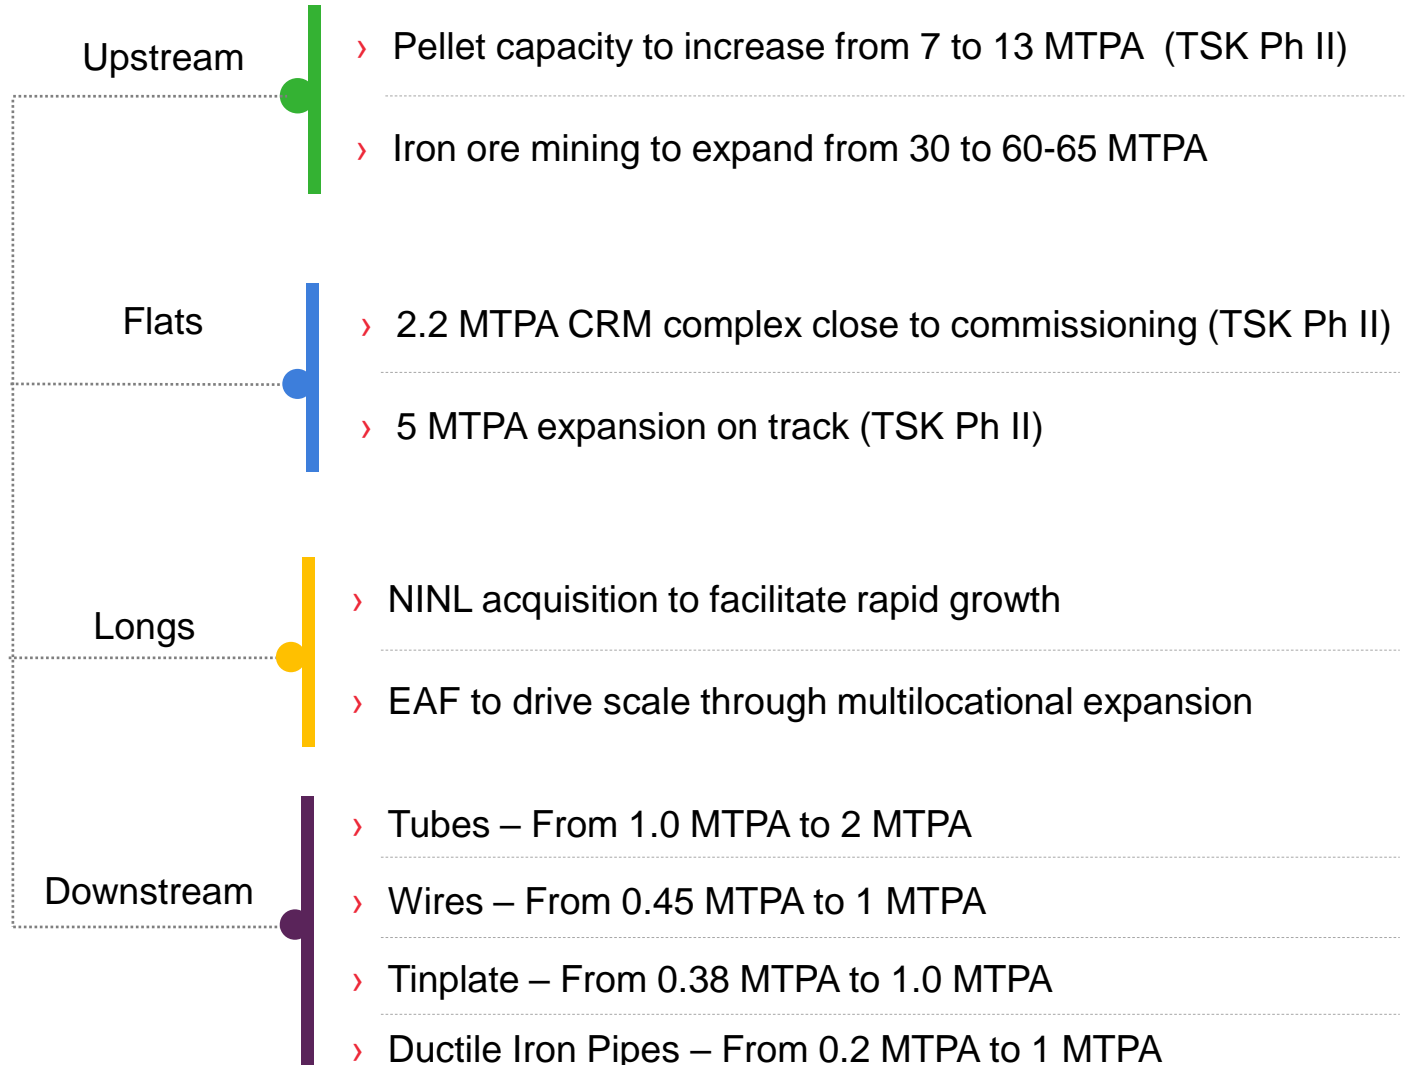 Upstream
› Pellet capacity to increase from 7 to 13 MTPA (TSK Ph II)
› Iron ore mining to expand from 30 to 60-65 MTPA
Flats
› 2.2 MTPA CRM complex close to commissioning (TSK Ph II)
› 5 MTPA expansion on track (TSK Ph II)
Longs
› NINL acquisition to facilitate rapid growth
› EAF to drive scale through multilocational expansion
Downstream
› Tubes – From 1.0 MTPA to 2 MTPA
› Wires – From 0.45 MTPA to 1 MTPA
› Tinplate – From 0.38 MTPA to 1.0 MTPA
› Ductile Iron Pipes – From 0.2 MTPA to 1 MTPA